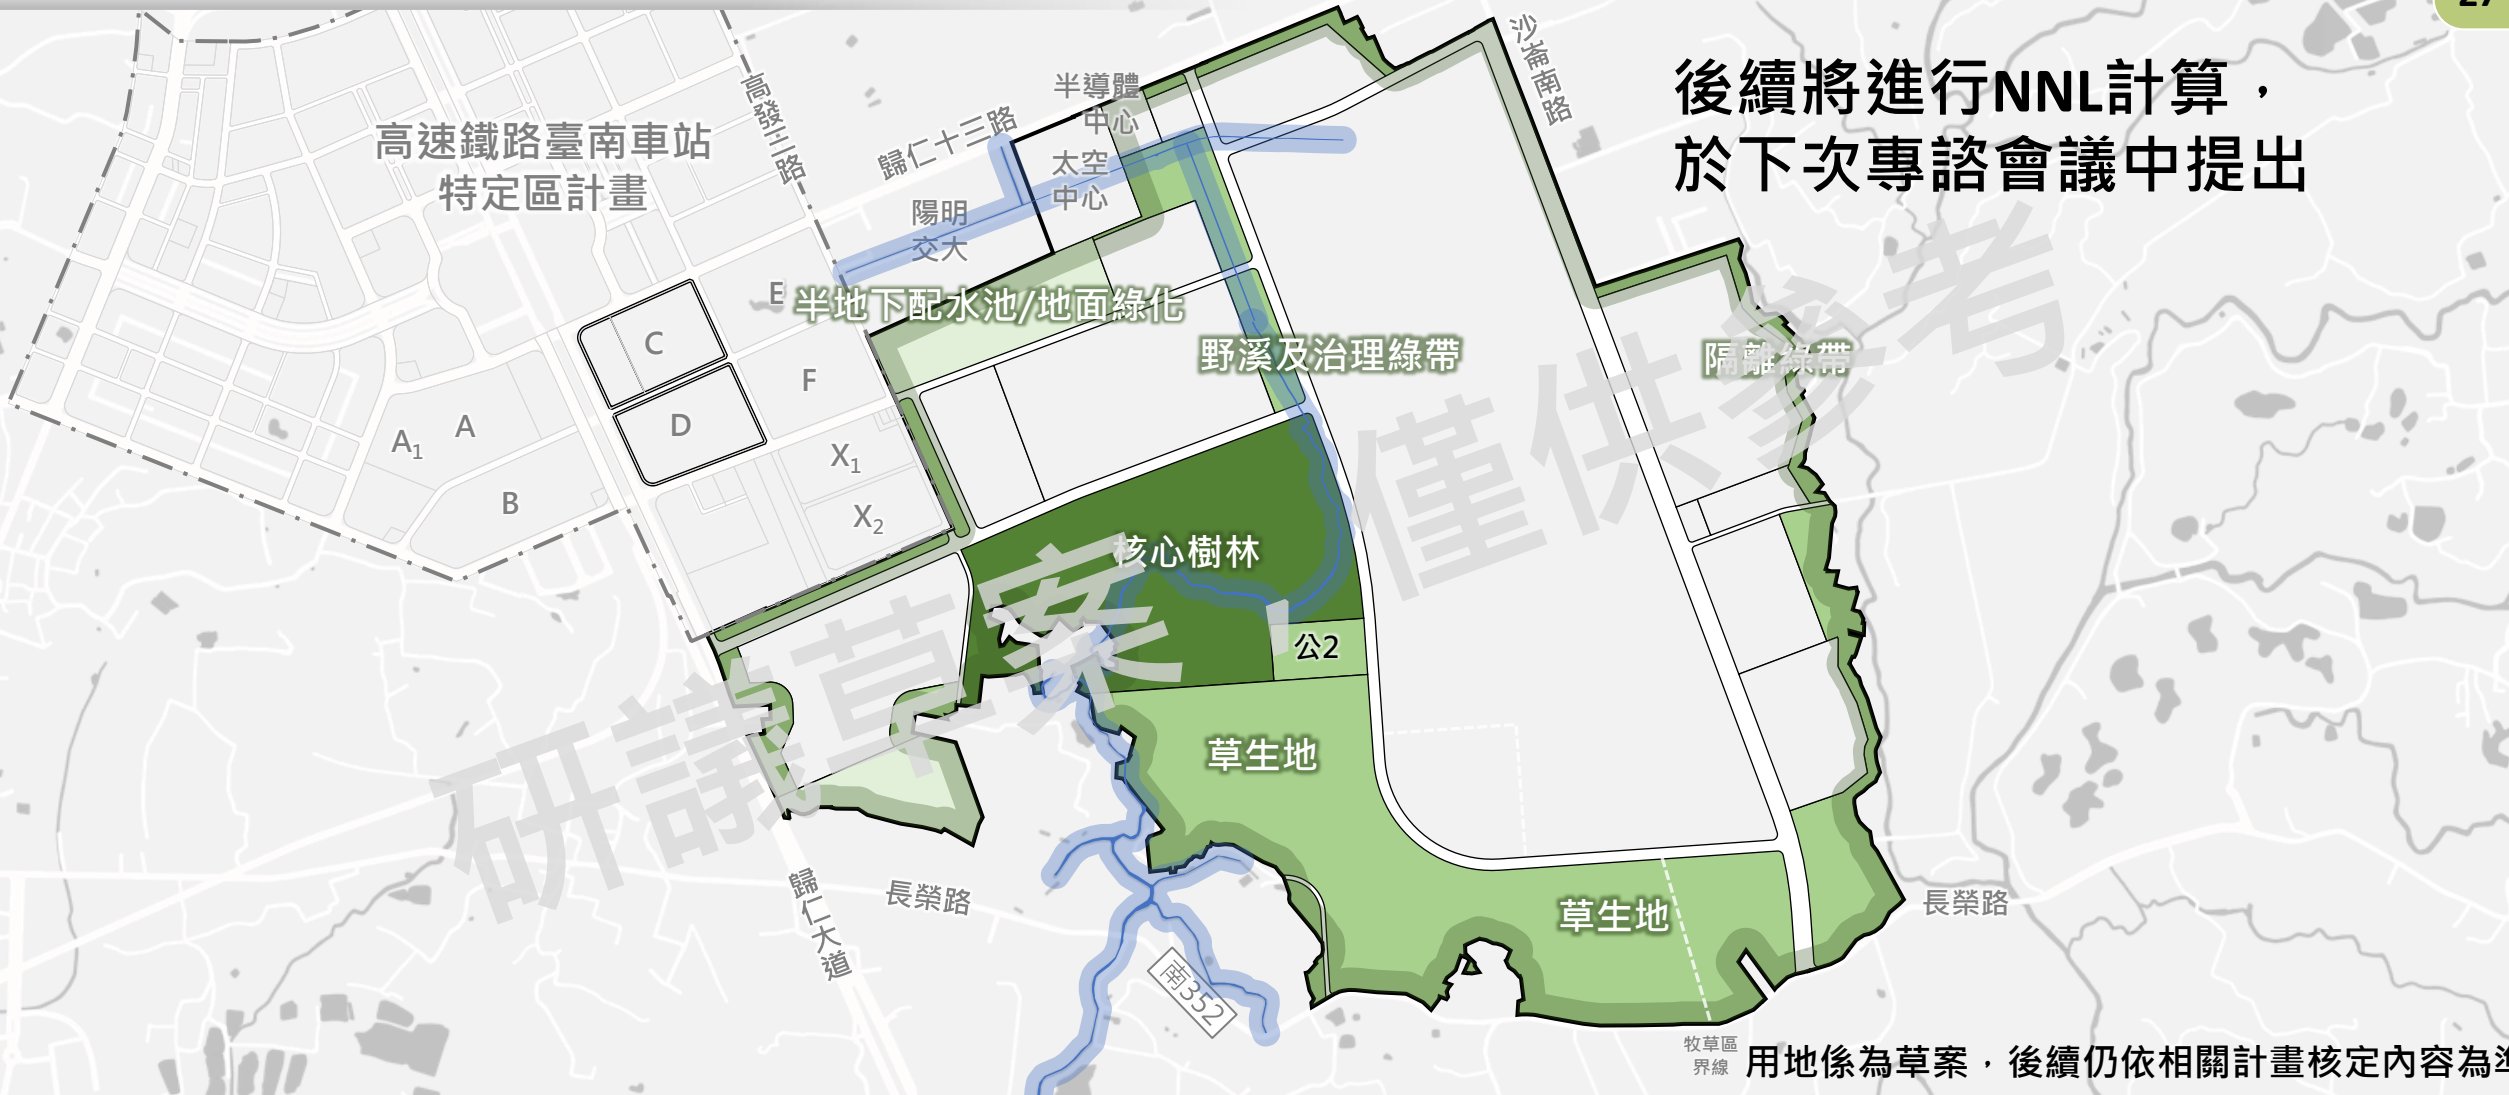 27
後續將進行NNL計算，
於下次專諮會議中提出
沙崙南路
高發三路
半導體
中心
歸仁十三路
高速鐵路臺南車站
特定區計畫
太空
中心
陽明
交大
E
半地下配水池/地面綠化
C
野溪及治理綠帶
隔離綠帶
F
D
A
A₁
X₁
B
X₂
核心樹林
公2
草生地
草生地
歸仁大道
長榮路
長榮路
南352
牧草區
界線
用地係為草案，後續仍依相關計畫核定內容為準
研議草案 僅供參考